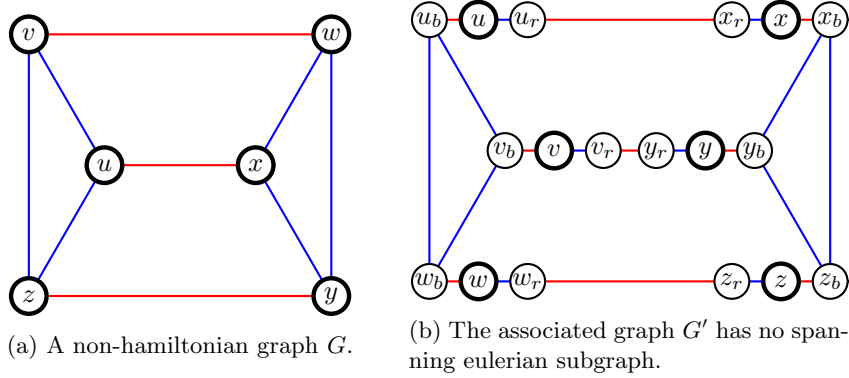 v w
u x
z y
(a) A non-hamiltonian graph G.
u_b u u_r x_r x x_b
v_b v v_r y_r y y_b
w_b w w_r z_r z z_b
(b) The associated graph G′ has no span-
ning eulerian subgraph.